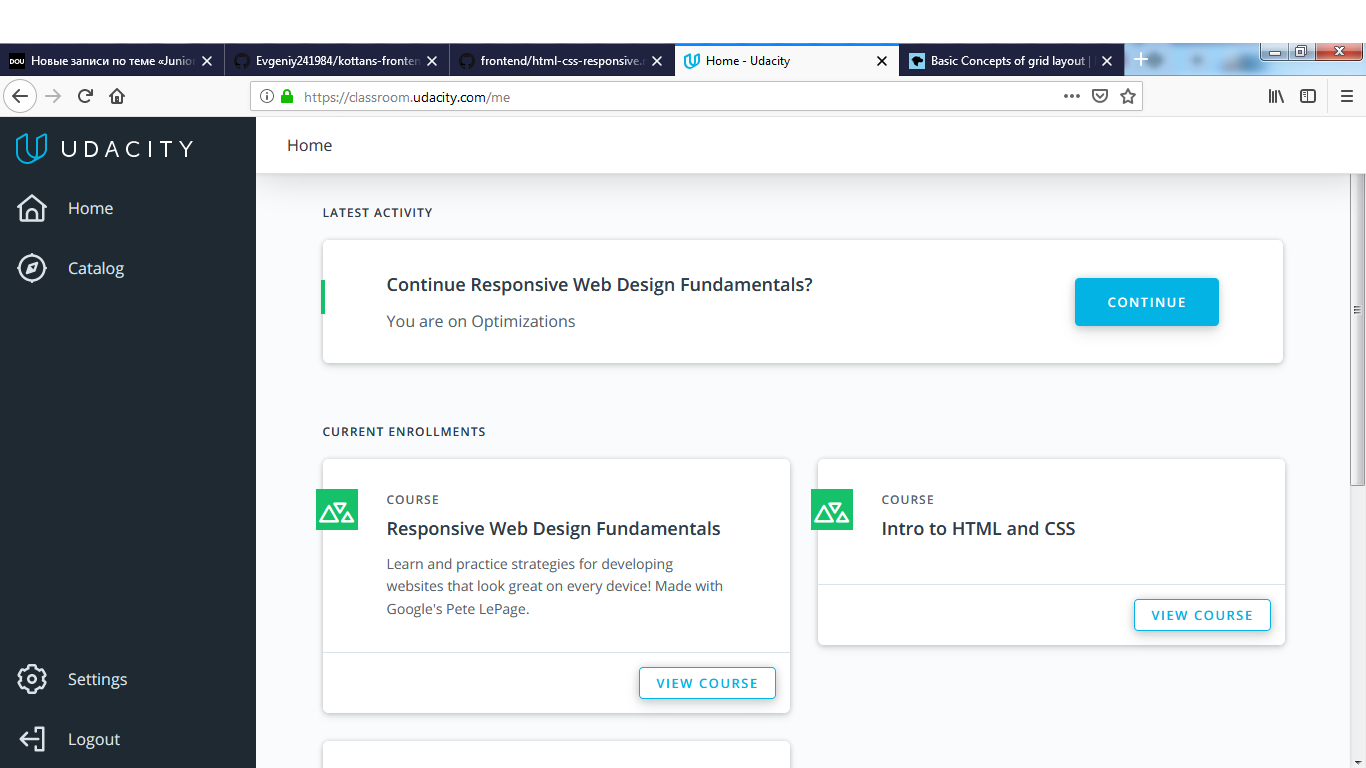 DOU Новые записи по теме «Junio
Evgeniy241984/kottans-fronten
frontend/html-css-responsive.
Home - Udacity
Basic Concepts of grid layout |
https://classroom.udacity.com/me
UDACITY
Home
Home
Catalog
LATEST ACTIVITY
Continue Responsive Web Design Fundamentals?
You are on Optimizations
CONTINUE
CURRENT ENROLLMENTS
COURSE
Responsive Web Design Fundamentals
Learn and practice strategies for developing
websites that look great on every device! Made with
Google's Pete LePage.
VIEW COURSE
COURSE
Intro to HTML and CSS
VIEW COURSE
Settings
Logout